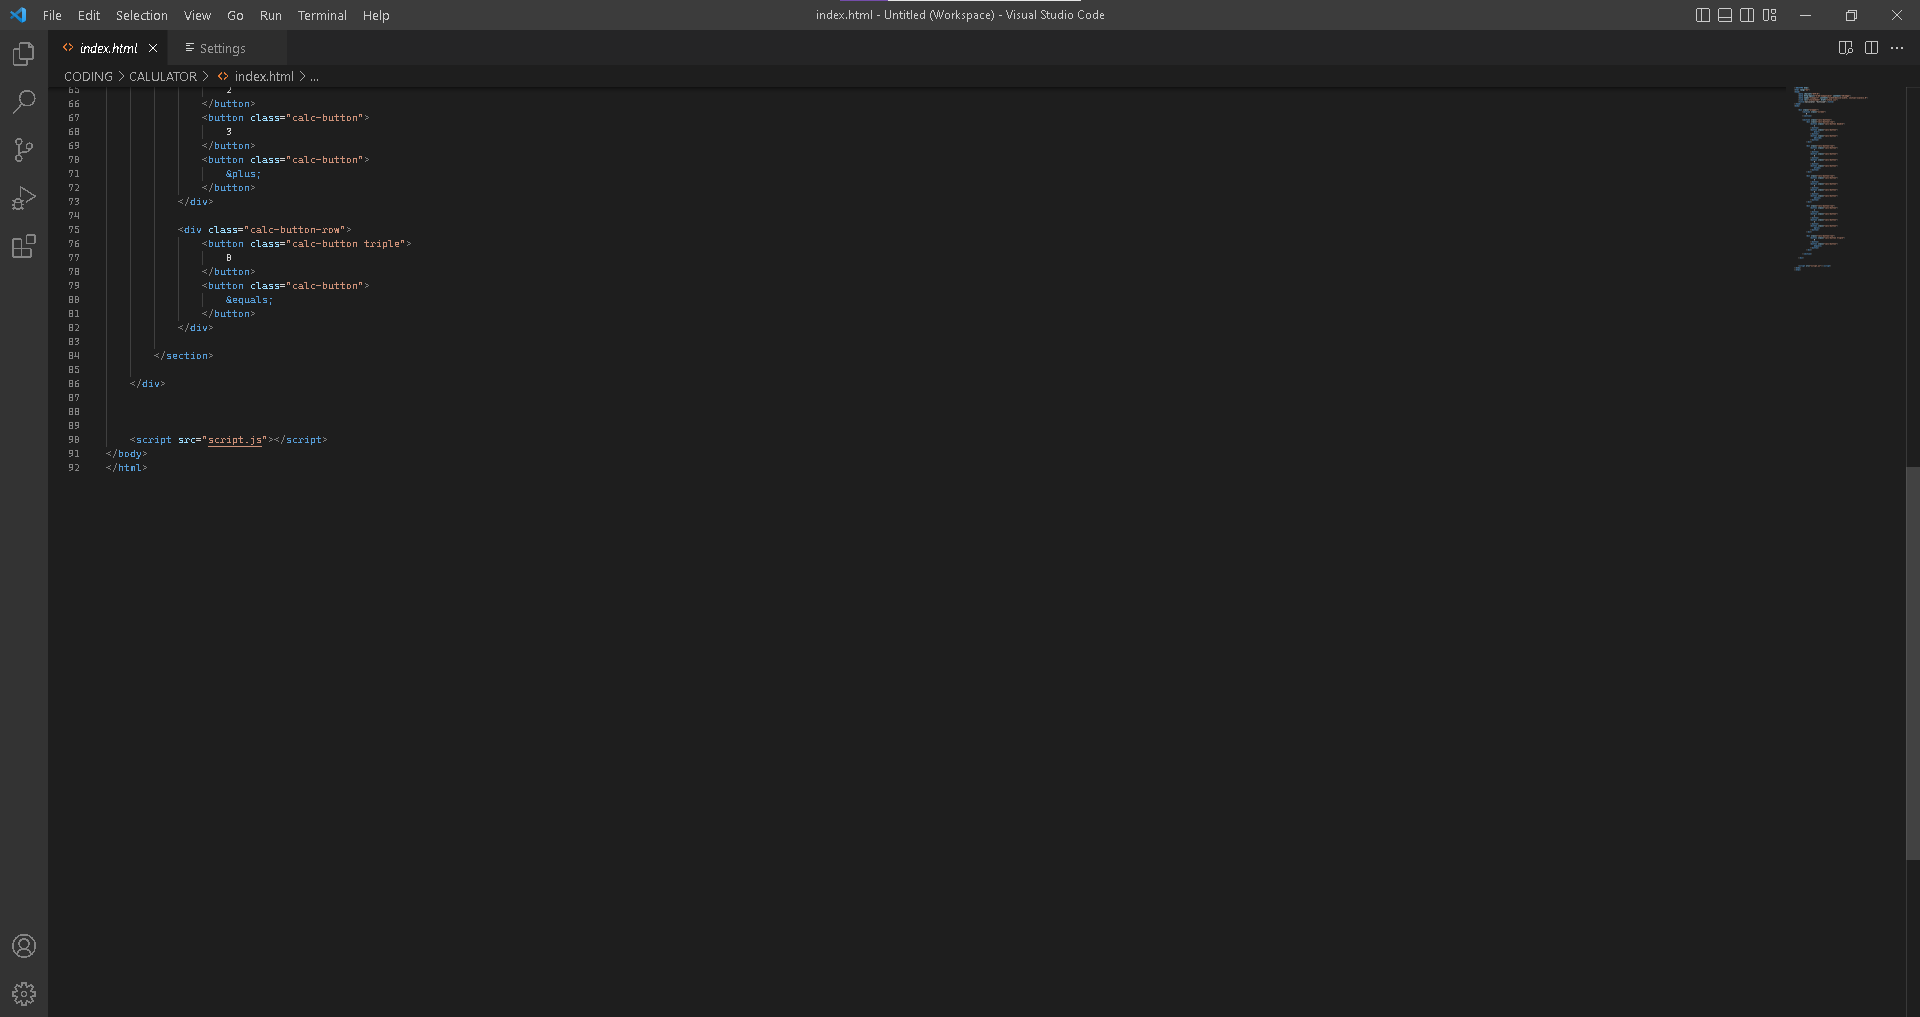 File Edit Selection View Go Run Terminal Help
index.html - Untitled (Workspace) - Visual Studio Code
index.html Settings
CODING > CALULATOR > index.html > ...
65 2
66 </button>
67 <button class="calc-button">
68 3
69 </button>
70 <button class="calc-button">
71 &plus;
72 </button>
73 </div>
74
75 <div class="calc-button-row">
76 <button class="calc-button triple">
77 0
78 </button>
79 <button class="calc-button">
80 &equals;
81 </button>
82 </div>
83
84 </section>
85
86 </div>
87
88
89
90 <script src="script.js"></script>
91 </body>
92 </html>